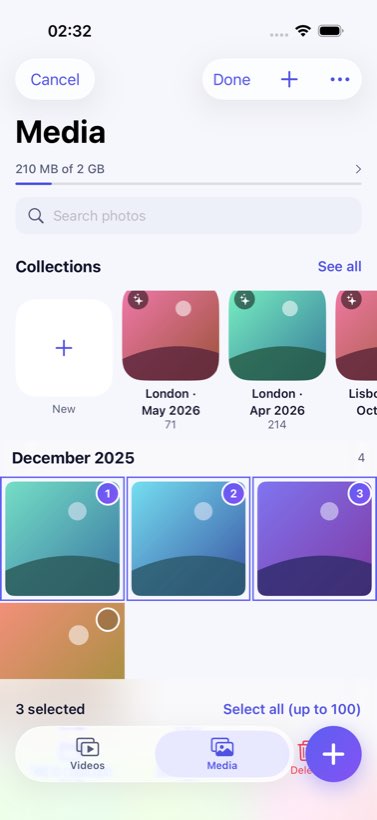 02:32
Cancel
Done
Media
210 MB of 2 GB
Search photos
Collections
See all
New
London ·
May 2026
71
London ·
Apr 2026
214
December 2025
4
1
2
3
3 selected
Select all (up to 100)
Videos
Media